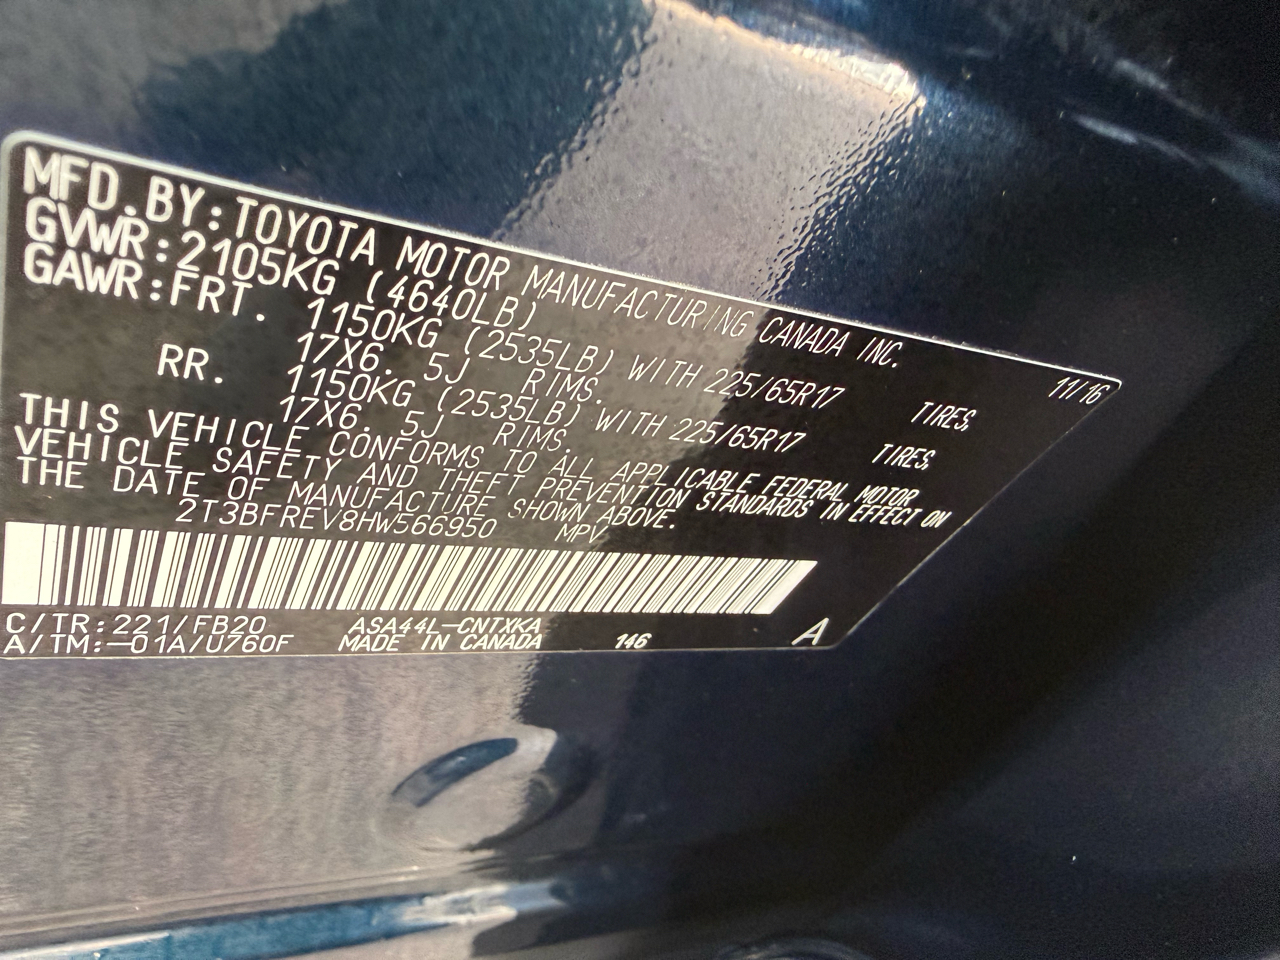 MFD.BY:TOYOTA MOTOR MANUFACTURING CANADA INC. 11/16
GVWR:2105KG (4640LB)
GAWR:FRT. 1150KG (2535LB) WITH 225/65R17 TIRES,
17X6.5J RIMS.
RR. 1150KG (2535LB) WITH 225/65R17 TIRES,
17X6.5J RIMS.
THIS VEHICLE CONFORMS TO ALL APPLICABLE FEDERAL MOTOR
VEHICLE SAFETY AND THEFT PREVENTION STANDARDS IN EFFECT ON
THE DATE OF MANUFACTURE SHOWN ABOVE.
2T3BFREV8HW566950 MPV
C/TR:221/FB20 ASA44L-CNTXKA
A/TM:-01A/U760F MADE IN CANADA 146 A